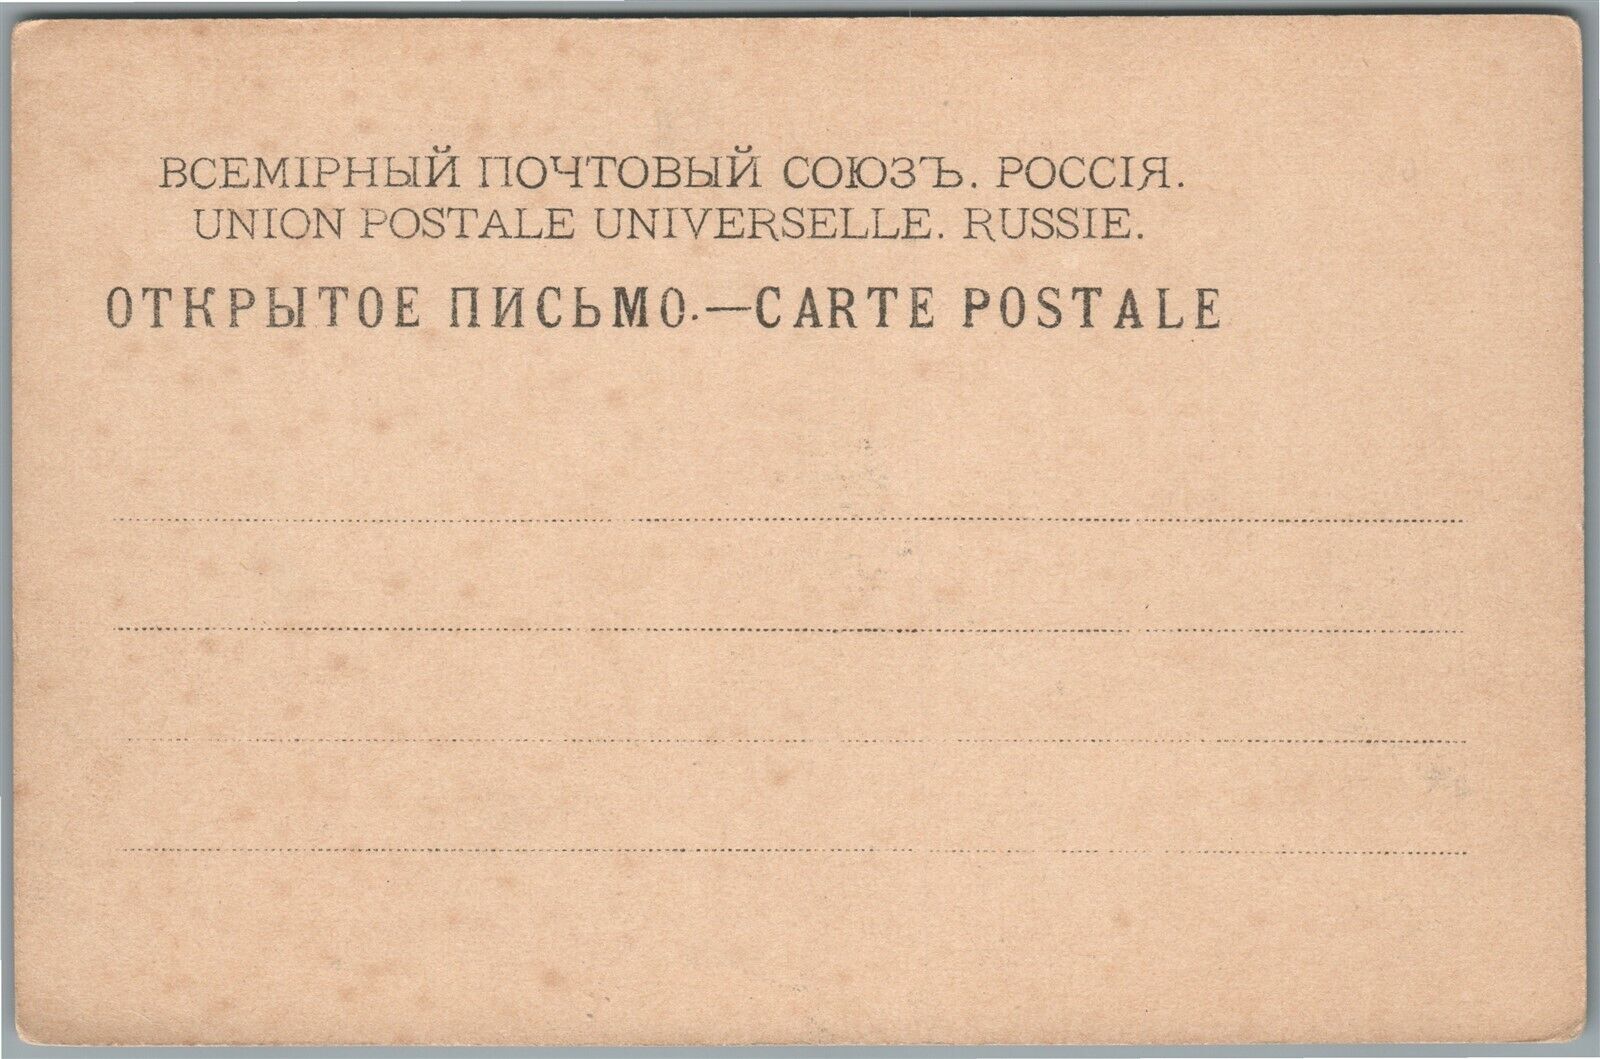 ВСЕМІРНЫЙ ПОЧТОВЫЙ СОЮЗЪ. РОССІЯ.
UNION POSTALE UNIVERSELLE. RUSSIE.
ОТКРЫТОЕ ПИСЬМО.—CARTE POSTALE